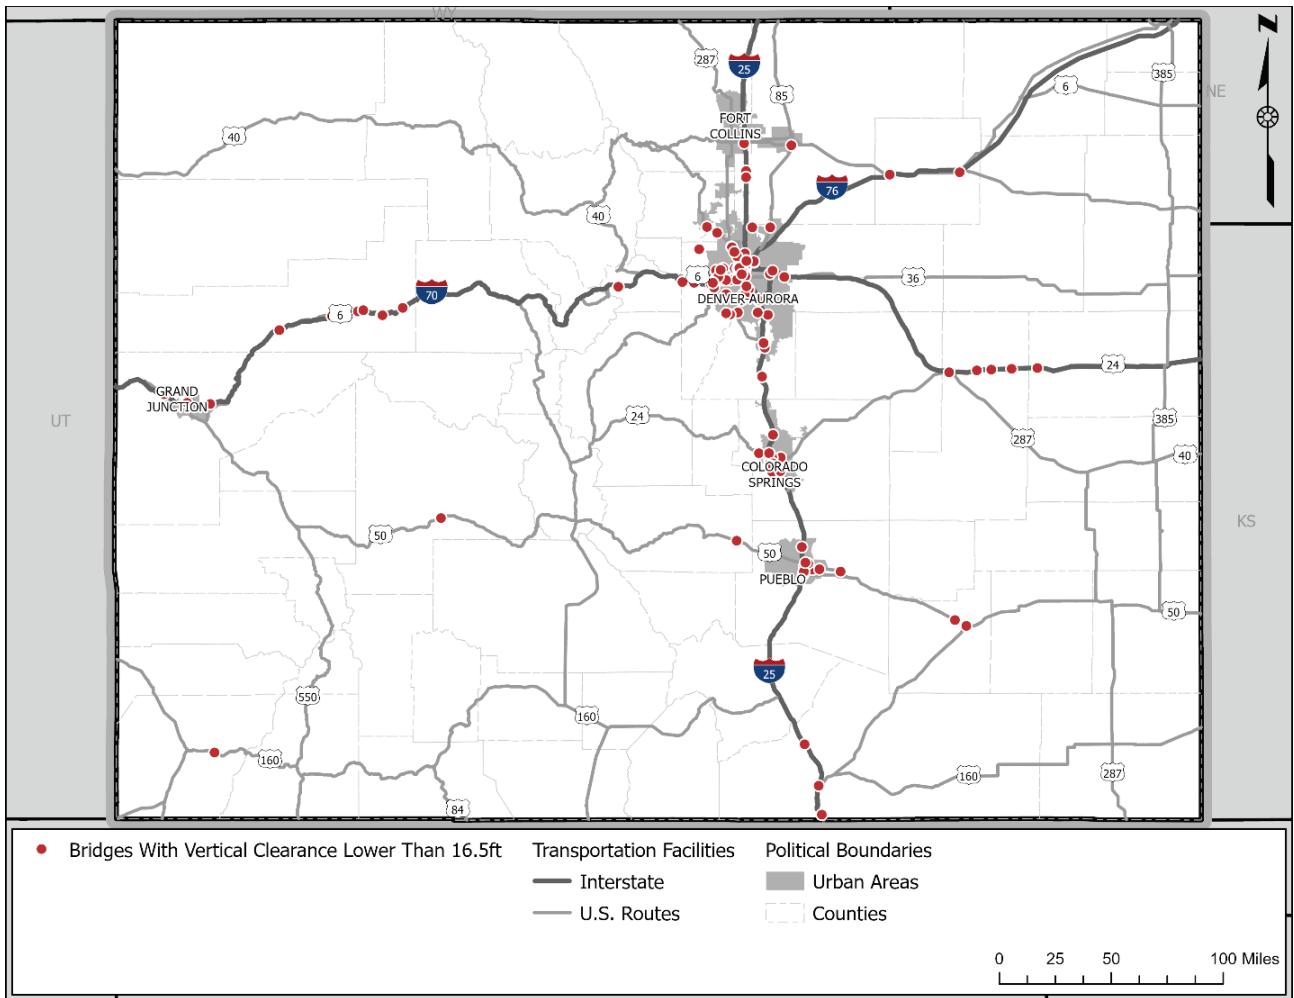 WY
N
287
25
385
6
NE
85
FORT
COLLINS
40
76
40
6
36
70
DENVER-AURORA
6
24
GRAND
JUNCTION
UT
24
385
287
40
COLORADO
SPRINGS
KS
50
50
PUEBLO
50
25
550
160
160
160
287
84
Bridges With Vertical Clearance Lower Than 16.5ft
Transportation Facilities
Interstate
U.S. Routes
Political Boundaries
Urban Areas
Counties
0 25 50 100 Miles